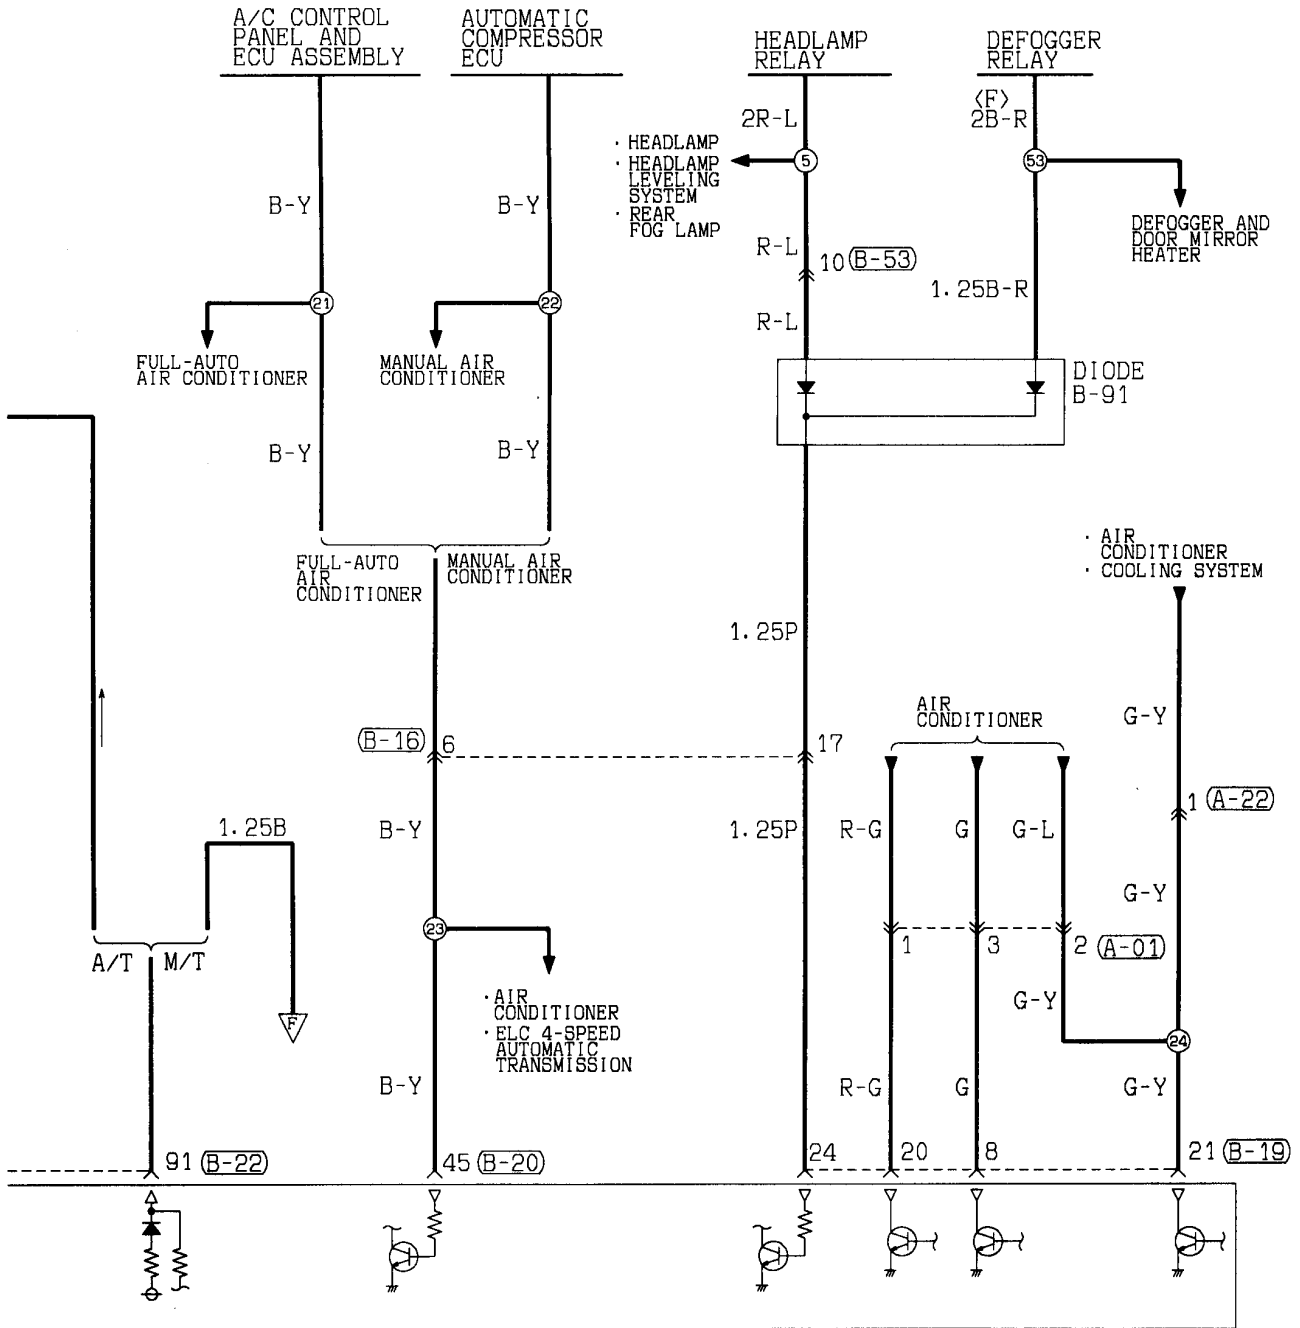 A/C CONTROL
PANEL AND
ECU ASSEMBLY
AUTOMATIC
COMPRESSOR
ECU
HEADLAMP
RELAY
DEFOGGER
RELAY
2R-L
<F>
2B-R
· HEADLAMP
· HEADLAMP
LEVELING
SYSTEM
· REAR
FOG LAMP
5
53
B-Y
B-Y
DEFOGGER AND
DOOR MIRROR
HEATER
R-L
10 B-53
1.25B-R
21
22
R-L
FULL-AUTO
AIR CONDITIONER
MANUAL AIR
CONDITIONER
DIODE
B-91
B-Y
B-Y
FULL-AUTO
AIR
CONDITIONER
MANUAL AIR
CONDITIONER
· AIR
CONDITIONER
· COOLING SYSTEM
1.25P
AIR
CONDITIONER
G-Y
B-16 6
17
1 A-22
1.25B
B-Y
1.25P
R-G
G
G-L
G-Y
23
A/T
M/T
1
3
2 A-01
F
· AIR
CONDITIONER
· ELC 4-SPEED
AUTOMATIC
TRANSMISSION
G-Y
24
B-Y
R-G
G
G-Y
91 B-22
45 B-20
24
20
8
21 B-19